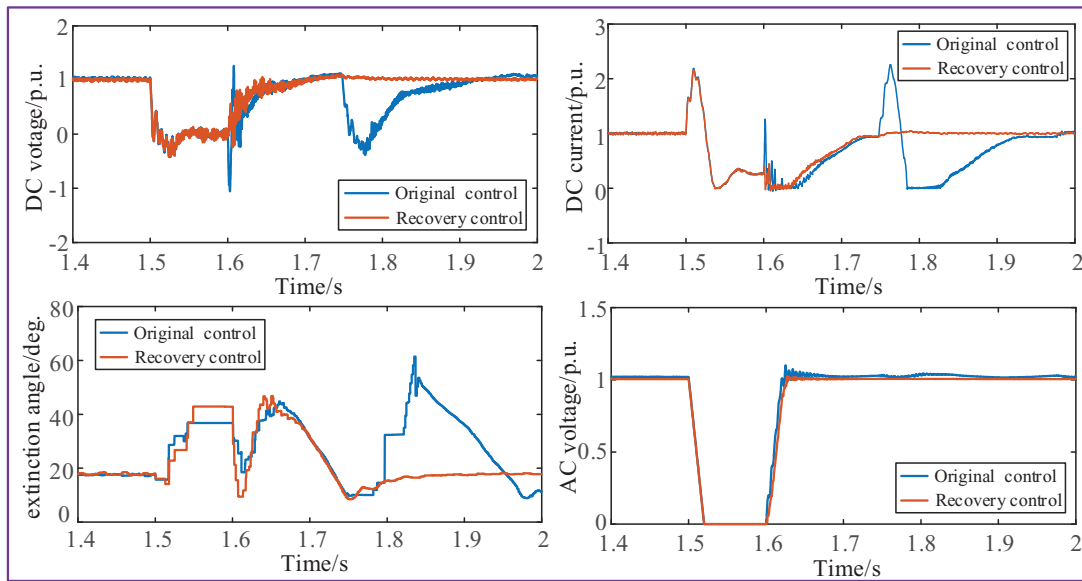 2
1
0
-1
-2
DC votage/p.u.
Original control
Recovery control
1.4 1.5 1.6 1.7 1.8 1.9 2
Time/s
2
1
0
-1
DC current/p.u.
Original control
Recovery control
1.4 1.5 1.6 1.7 1.8 1.9 2
Time/s
80
60
40
20
0
extinction angle/deg.
Original control
Recovery control
1.4 1.5 1.6 1.7 1.8 1.9 2
Time/s
1.5
1
0.5
0
AC voltage/p.u.
Original control
Recovery control
1.4 1.5 1.6 1.7 1.8 1.9 2
Time/s